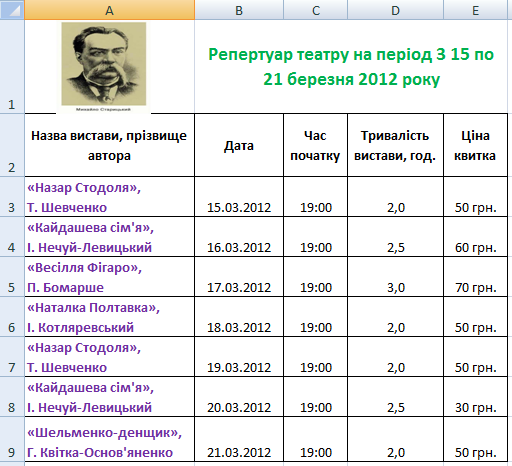 A B C D E
1
Михайло Старицький
Репертуар театру на період З 15 по
21 березня 2012 року
2
Назва вистави, прізвище
автора
Дата
Час
початку
Тривалість
вистави, год.
Ціна
квитка
«Назар Стодоля»,
3 Т. Шевченко 15.03.2012 19:00 2,0 50 грн.
«Кайдашева сім'я»,
4 І. Нечуй-Левицький 16.03.2012 19:00 2,5 60 грн.
«Весілля Фігаро»,
5 П. Бомарше 17.03.2012 19:00 3,0 70 грн.
«Наталка Полтавка»,
6 І. Котляревський 18.03.2012 19:00 2,0 50 грн.
«Назар Стодоля»,
7 Т. Шевченко 19.03.2012 19:00 2,0 50 грн.
«Кайдашева сім'я»,
8 І. Нечуй-Левицький 20.03.2012 19:00 2,5 30 грн.
«Шельменко-денщик»,
9 Г. Квітка-Основ'яненко 21.03.2012 19:00 2,0 50 грн.